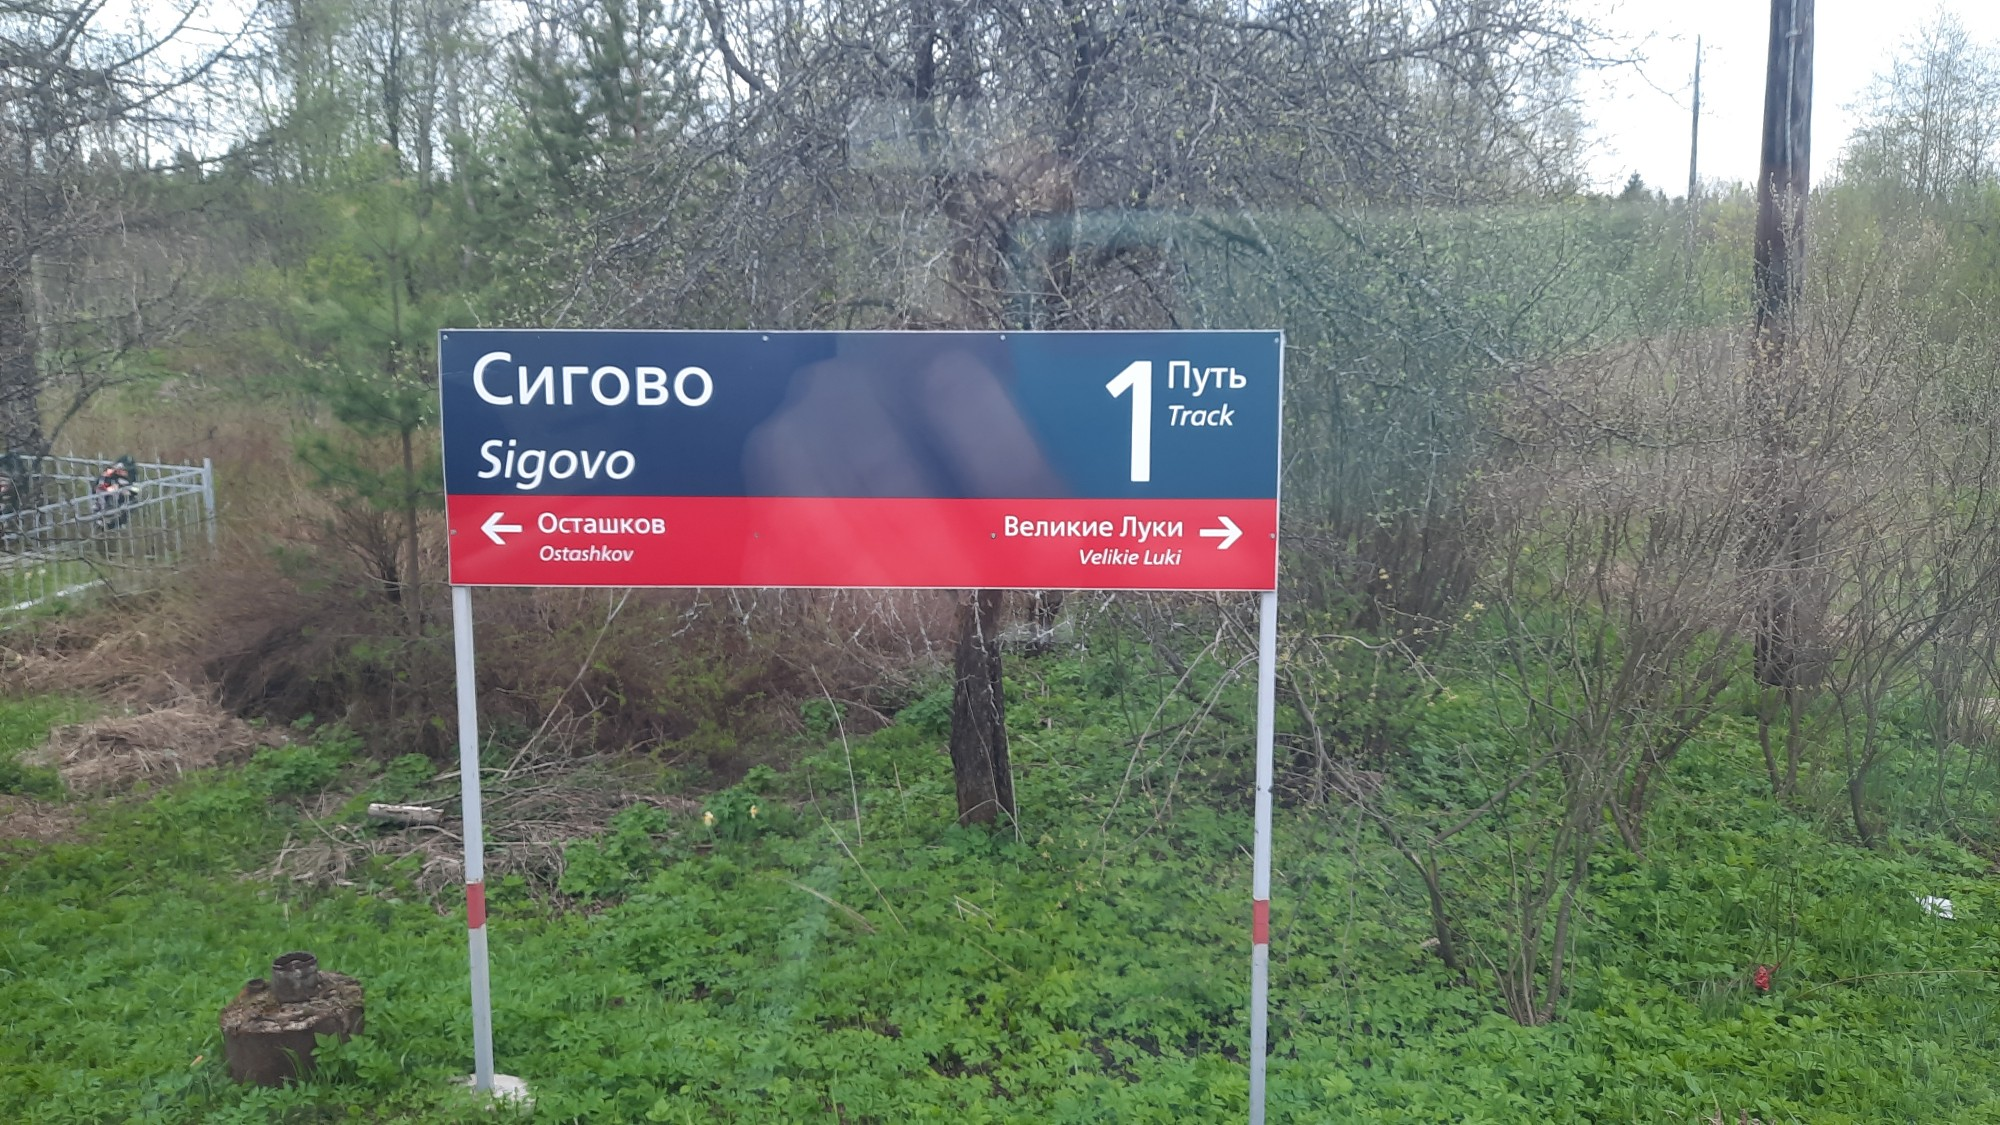 Сигово
Sigovo
1 Путь
Track
← Осташков
Ostashkov
Великие Луки →
Velikie Luki